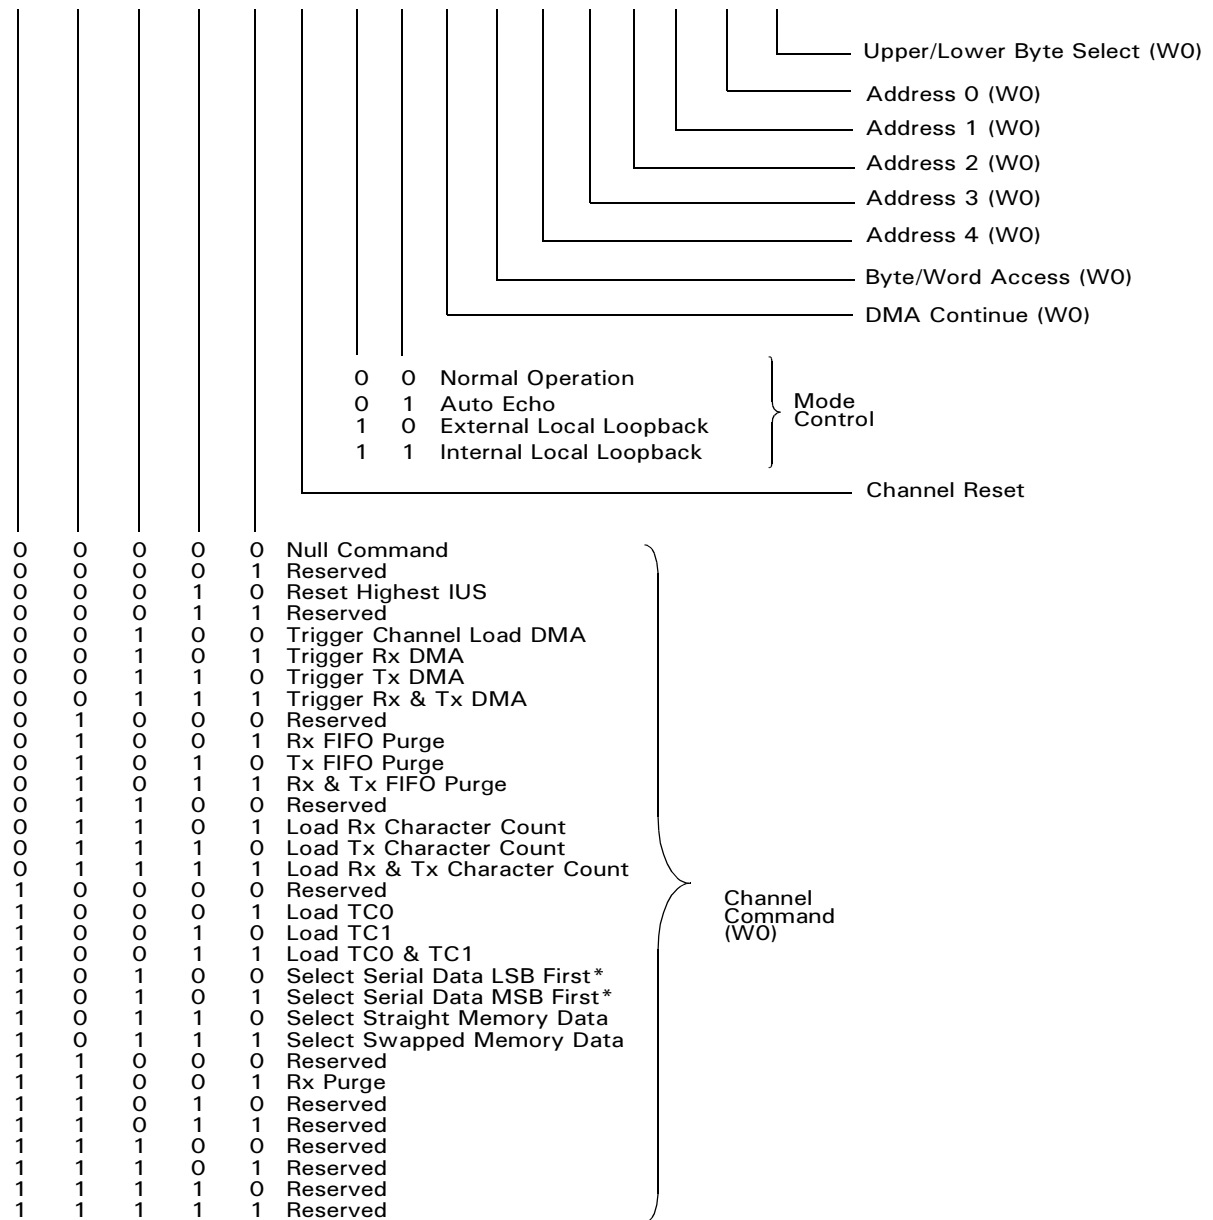 Upper/Lower Byte Select (W0)
Address 0 (W0)
Address 1 (W0)
Address 2 (W0)
Address 3 (W0)
Address 4 (W0)
Byte/Word Access (W0)
DMA Continue (W0)
0 0 Normal Operation
0 1 Auto Echo
1 0 External Local Loopback
1 1 Internal Local Loopback
Mode
Control
Channel Reset
0 0 0 0 0 Null Command
0 0 0 0 1 Reserved
0 0 0 1 0 Reset Highest IUS
0 0 0 1 1 Reserved
0 0 1 0 0 Trigger Channel Load DMA
0 0 1 0 1 Trigger Rx DMA
0 0 1 1 0 Trigger Tx DMA
0 0 1 1 1 Trigger Rx & Tx DMA
0 1 0 0 0 Reserved
0 1 0 0 1 Rx FIFO Purge
0 1 0 1 0 Tx FIFO Purge
0 1 0 1 1 Rx & Tx FIFO Purge
0 1 1 0 0 Reserved
0 1 1 0 1 Load Rx Character Count
0 1 1 1 0 Load Tx Character Count
0 1 1 1 1 Load Rx & Tx Character Count
1 0 0 0 0 Reserved
1 0 0 0 1 Load TC0
1 0 0 1 0 Load TC1
1 0 0 1 1 Load TC0 & TC1
1 0 1 0 0 Select Serial Data LSB First*
1 0 1 0 1 Select Serial Data MSB First*
1 0 1 1 0 Select Straight Memory Data
1 0 1 1 1 Select Swapped Memory Data
1 1 0 0 0 Reserved
1 1 0 0 1 Rx Purge
1 1 0 1 0 Reserved
1 1 0 1 1 Reserved
1 1 1 0 0 Reserved
1 1 1 0 1 Reserved
1 1 1 1 0 Reserved
1 1 1 1 1 Reserved
Channel
Command
(W0)